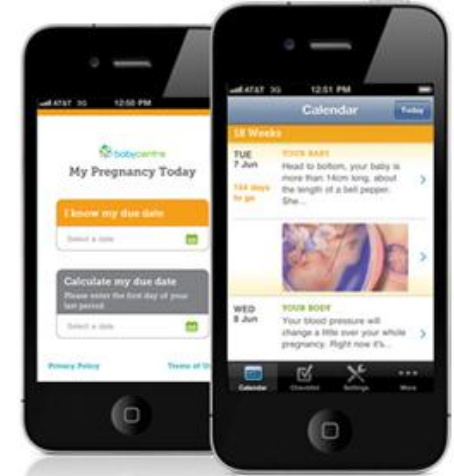 AT&T 3G 12:50 PM
babycentre
My Pregnancy Today
I know my due date
Select a date
Calculate my due date
Please enter the first day of your
last period
Select a date
Privacy Policy
Terms of U
AT&T 3G 12:51 PM
Calendar
Today
18 Weeks
TUE
7 Jun
days
to go
YOUR BABY
Head to bottom, your baby is
more than 14cm long, about
the length of a bell pepper.
She...
WED
8 Jun
YOUR BODY
Your blood pressure will
change a little over your whole
pregnancy. Right now it's...
Calendar
Checklist
Settings
More